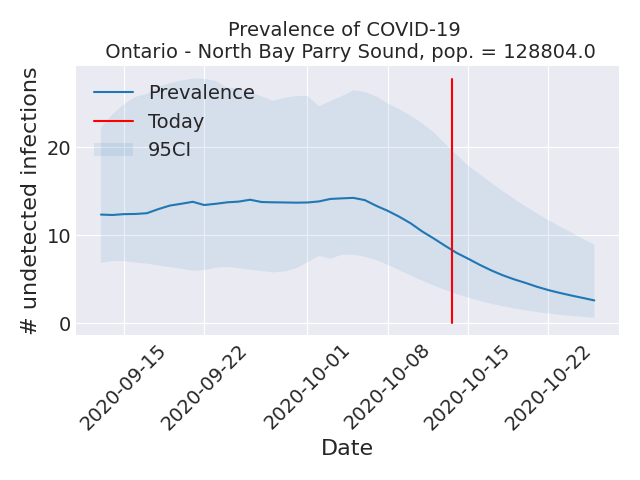 Prevalence of COVID-19
Ontario - North Bay Parry Sound, pop. = 128804.0
# undetected infections
20
10
0
Prevalence
Today
95CI
2020-09-15
2020-09-22
2020-10-01
2020-10-08
2020-10-15
2020-10-22
Date